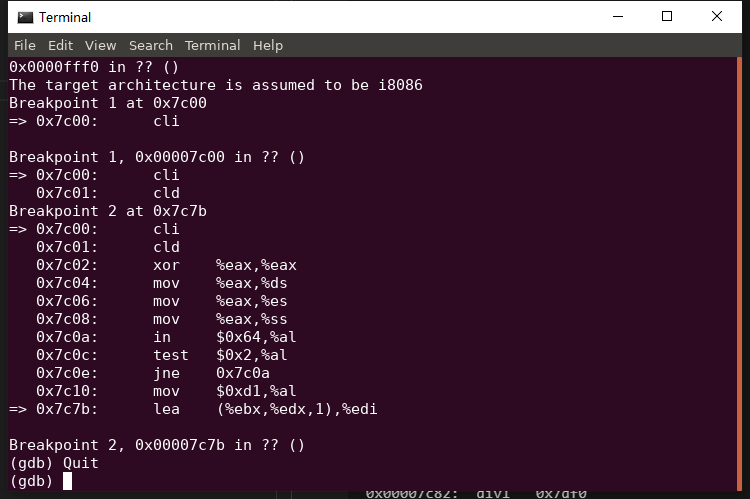 Terminal
File Edit View Search Terminal Help
0x0000fff0 in ?? ()
The target architecture is assumed to be i8086
Breakpoint 1 at 0x7c00
=> 0x7c00:      cli

Breakpoint 1, 0x00007c00 in ?? ()
=> 0x7c00:      cli
   0x7c01:      cld
Breakpoint 2 at 0x7c7b
=> 0x7c00:      cli
   0x7c01:      cld
   0x7c02:      xor    %eax,%eax
   0x7c04:      mov    %eax,%ds
   0x7c06:      mov    %eax,%es
   0x7c08:      mov    %eax,%ss
   0x7c0a:      in     $0x64,%al
   0x7c0c:      test   $0x2,%al
   0x7c0e:      jne    0x7c0a
   0x7c10:      mov    $0xd1,%al
=> 0x7c7b:      lea    (%ebx,%edx,1),%edi

Breakpoint 2, 0x00007c7b in ?? ()
(gdb) Quit
(gdb)
0x00007c82: divl 0x7df0